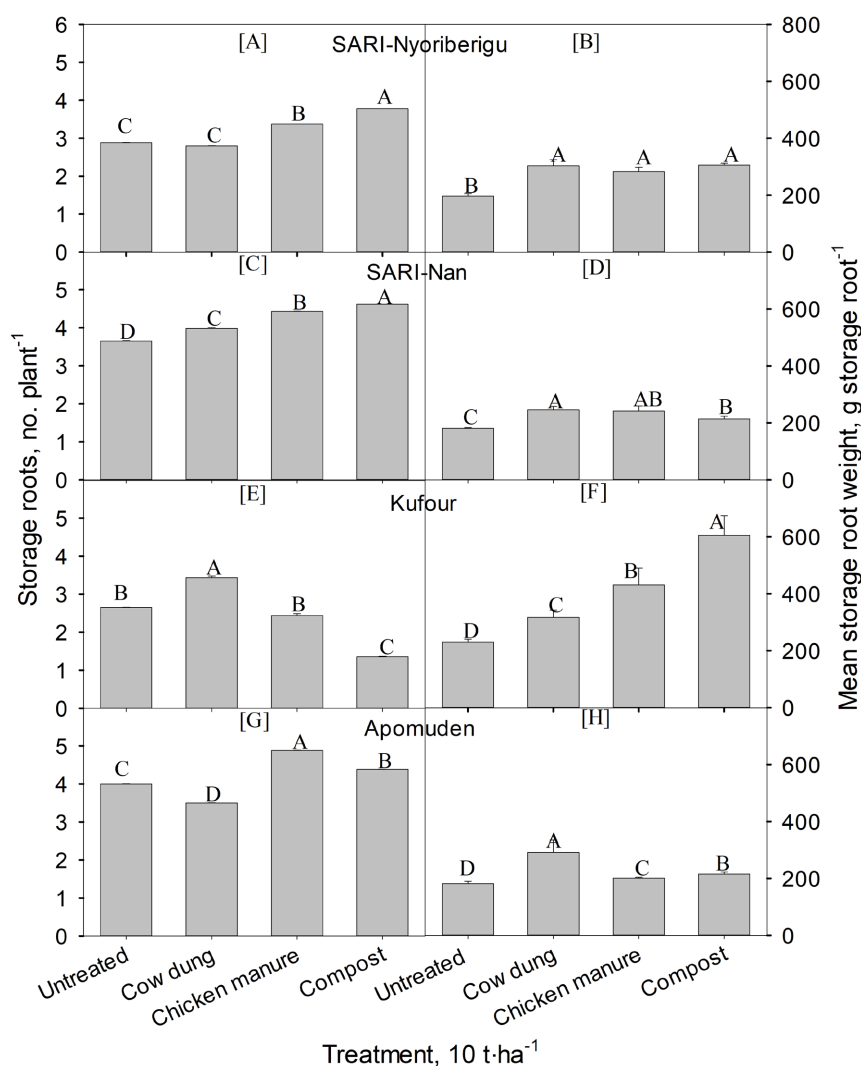 [A] SARI-Nyoriberigu [B]
6
5
4
3
2
1
0
800
600
400
200
0
C C B A
B A A A
[C] SARI-Nan [D]
5
4
3
2
1
0
600
400
200
0
D C B A
C A AB B
[E] Kufour [F]
5
4
3
2
1
0
600
400
200
0
B A B C
D C B A
[G] Apomuden [H]
5
4
3
2
1
0
600
400
200
0
C D A B
D A C B
Storage roots, no. plant⁻¹
Mean storage root weight, g storage root⁻¹
Untreated
Cow dung
Chicken manure
Compost
Untreated
Cow dung
Chicken manure
Compost
Treatment, 10 t·ha⁻¹